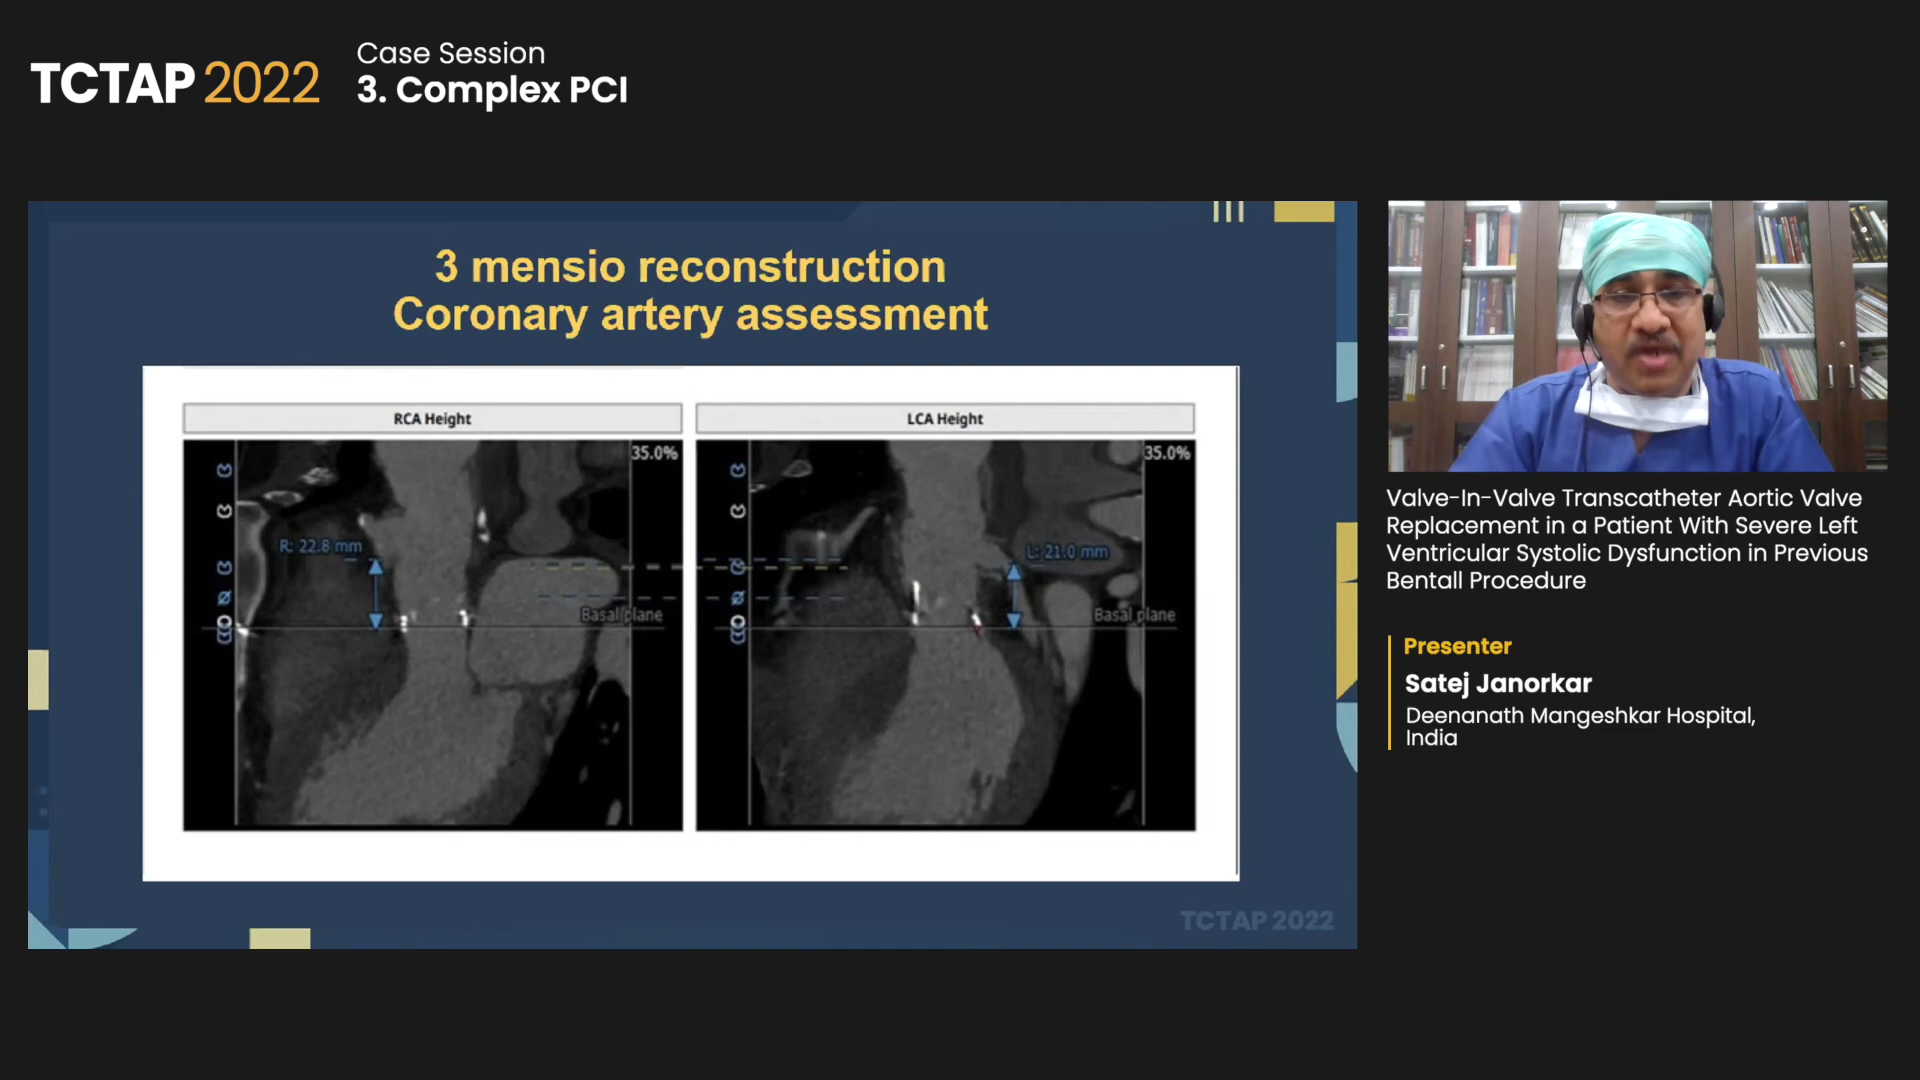 TCTAP 2022
Case Session
3. Complex PCI
3 mensio reconstruction
Coronary artery assessment
RCA Height
LCA Height
35.0%
35.0%
R: 22.8 mm
L: 21.0 mm
Basal plane
Basal plane
TCTAP 2022
Valve-In-Valve Transcatheter Aortic Valve
Replacement in a Patient With Severe Left
Ventricular Systolic Dysfunction in Previous
Bentall Procedure
Presenter
Satej Janorkar
Deenanath Mangeshkar Hospital,
India